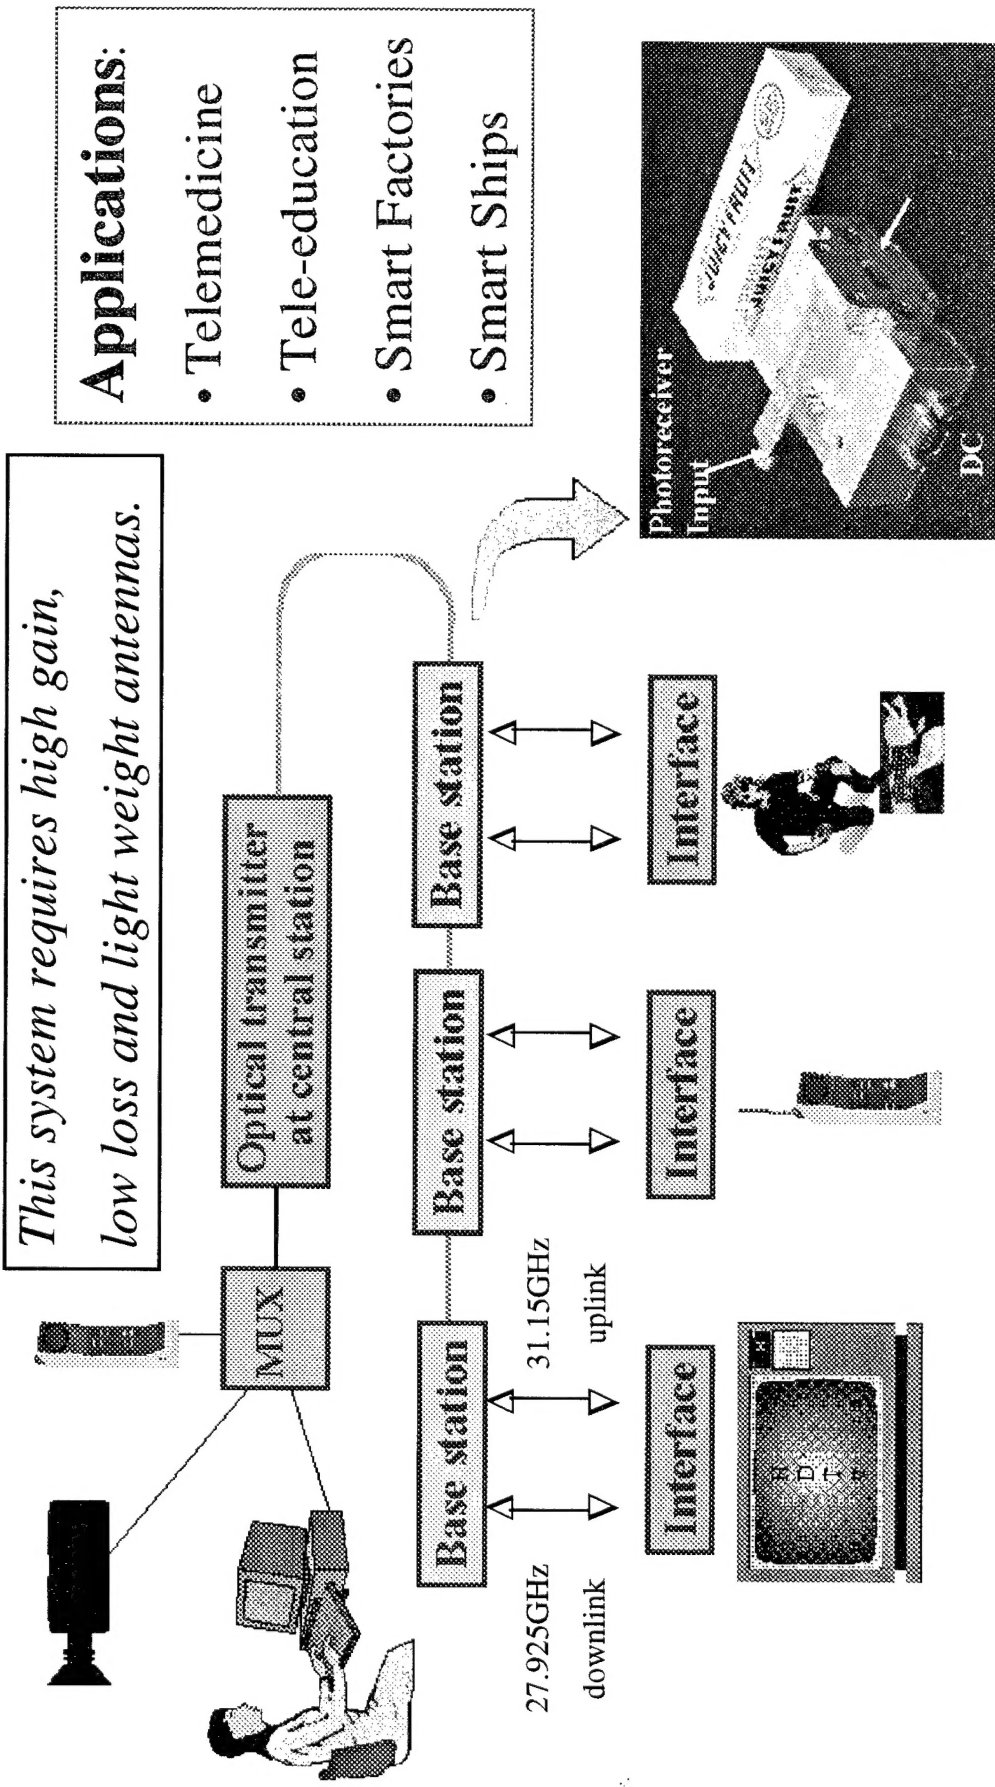 This system requires high gain,
low loss and light weight antennas.
Applications:
• Telemedicine
• Tele-education
• Smart Factories
• Smart Ships
MUX
Optical transmitter
at central station
Base station
Base station
Base station
27.925GHz
downlink
31.15GHz
uplink
Interface
Interface
Interface
H
D
T
Photoreceiver
Input
DC
JUICY FRUIT
JUICY FRUIT